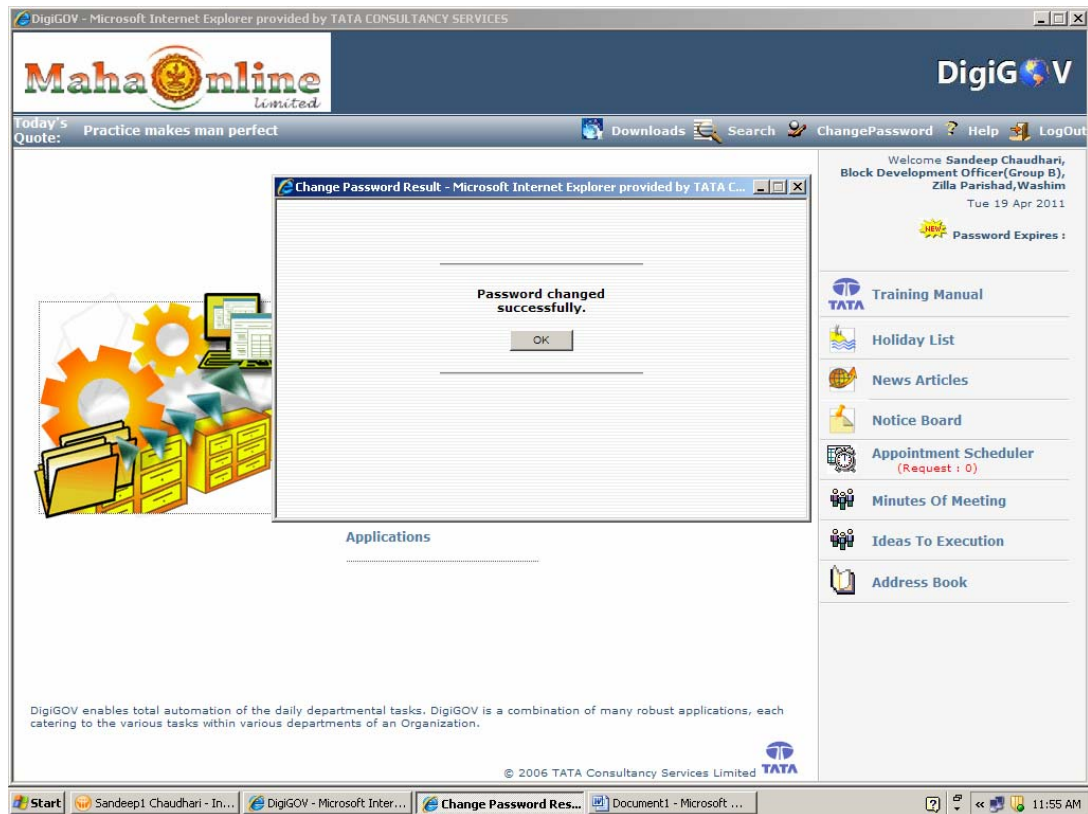 DigiGOV - Microsoft Internet Explorer provided by TATA CONSULTANCY SERVICES
Maha Online
Limited
DigiGOV
Today's
Quote: Practice makes man perfect
Downloads Search ChangePassword Help LogOut
Welcome Sandeep Chaudhari,
Block Development Officer(Group B),
Zilla Parishad,Washim
Tue 19 Apr 2011
NEW Password Expires :
Change Password Result - Microsoft Internet Explorer provided by TATA C...
Password changed
successfully.
OK
TATA
Training Manual
Holiday List
News Articles
Notice Board
Appointment Scheduler
(Request : 0)
Minutes Of Meeting
Ideas To Execution
Address Book
Applications
DigiGOV enables total automation of the daily departmental tasks. DigiGOV is a combination of many robust applications, each
catering to the various tasks within various departments of an Organization.
© 2006 TATA Consultancy Services Limited TATA
Start Sandeep1 Chaudhari - In... DigiGOV - Microsoft Inter... Change Password Res... Document1 - Microsoft ... 11:55 AM